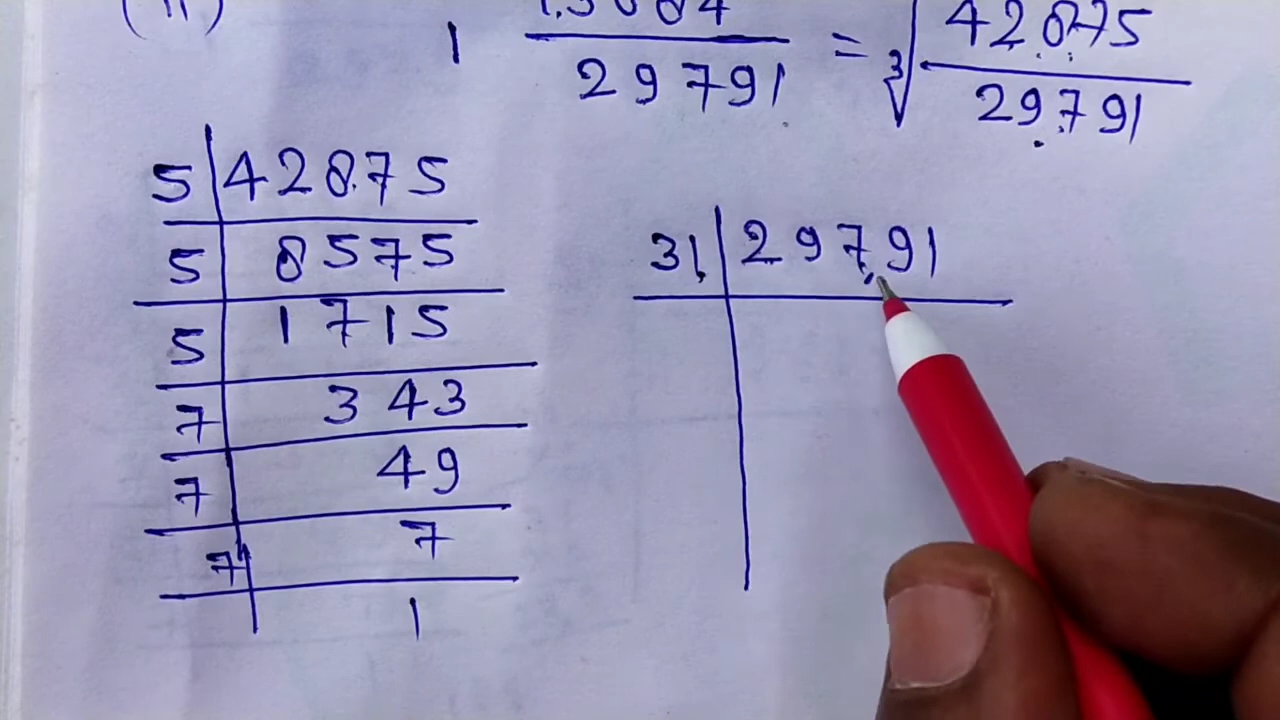 (ii) 1 13084/29791 = ∛42875/29791
5 | 42875
5 | 8575
5 | 1715
7 | 343
7 | 49
7 | 7
1
31 | 29791